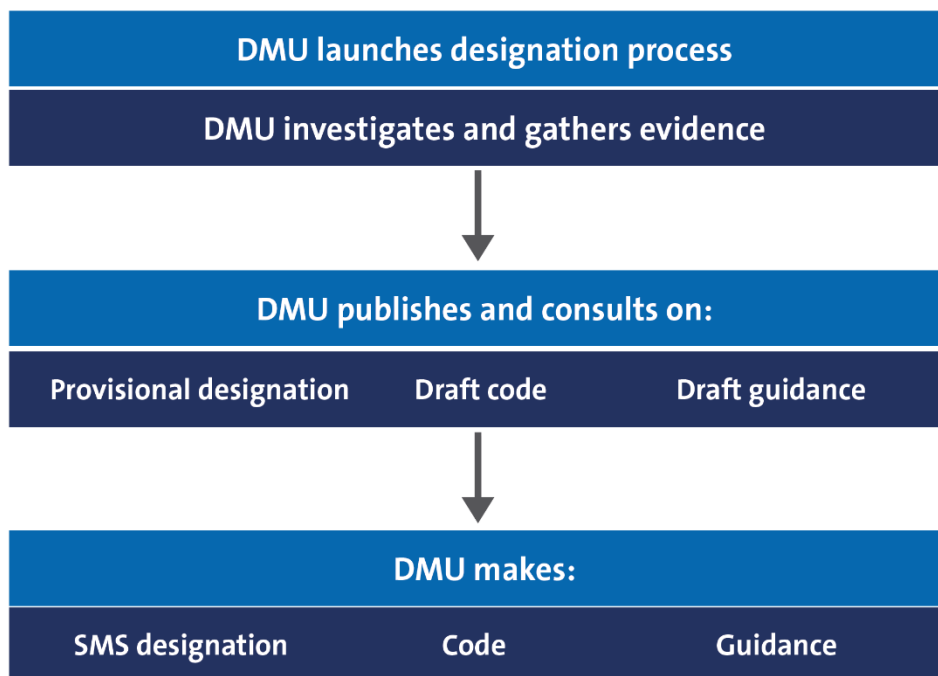 DMU launches designation process
DMU investigates and gathers evidence
DMU publishes and consults on:
Provisional designation Draft code Draft guidance
DMU makes:
SMS designation Code Guidance